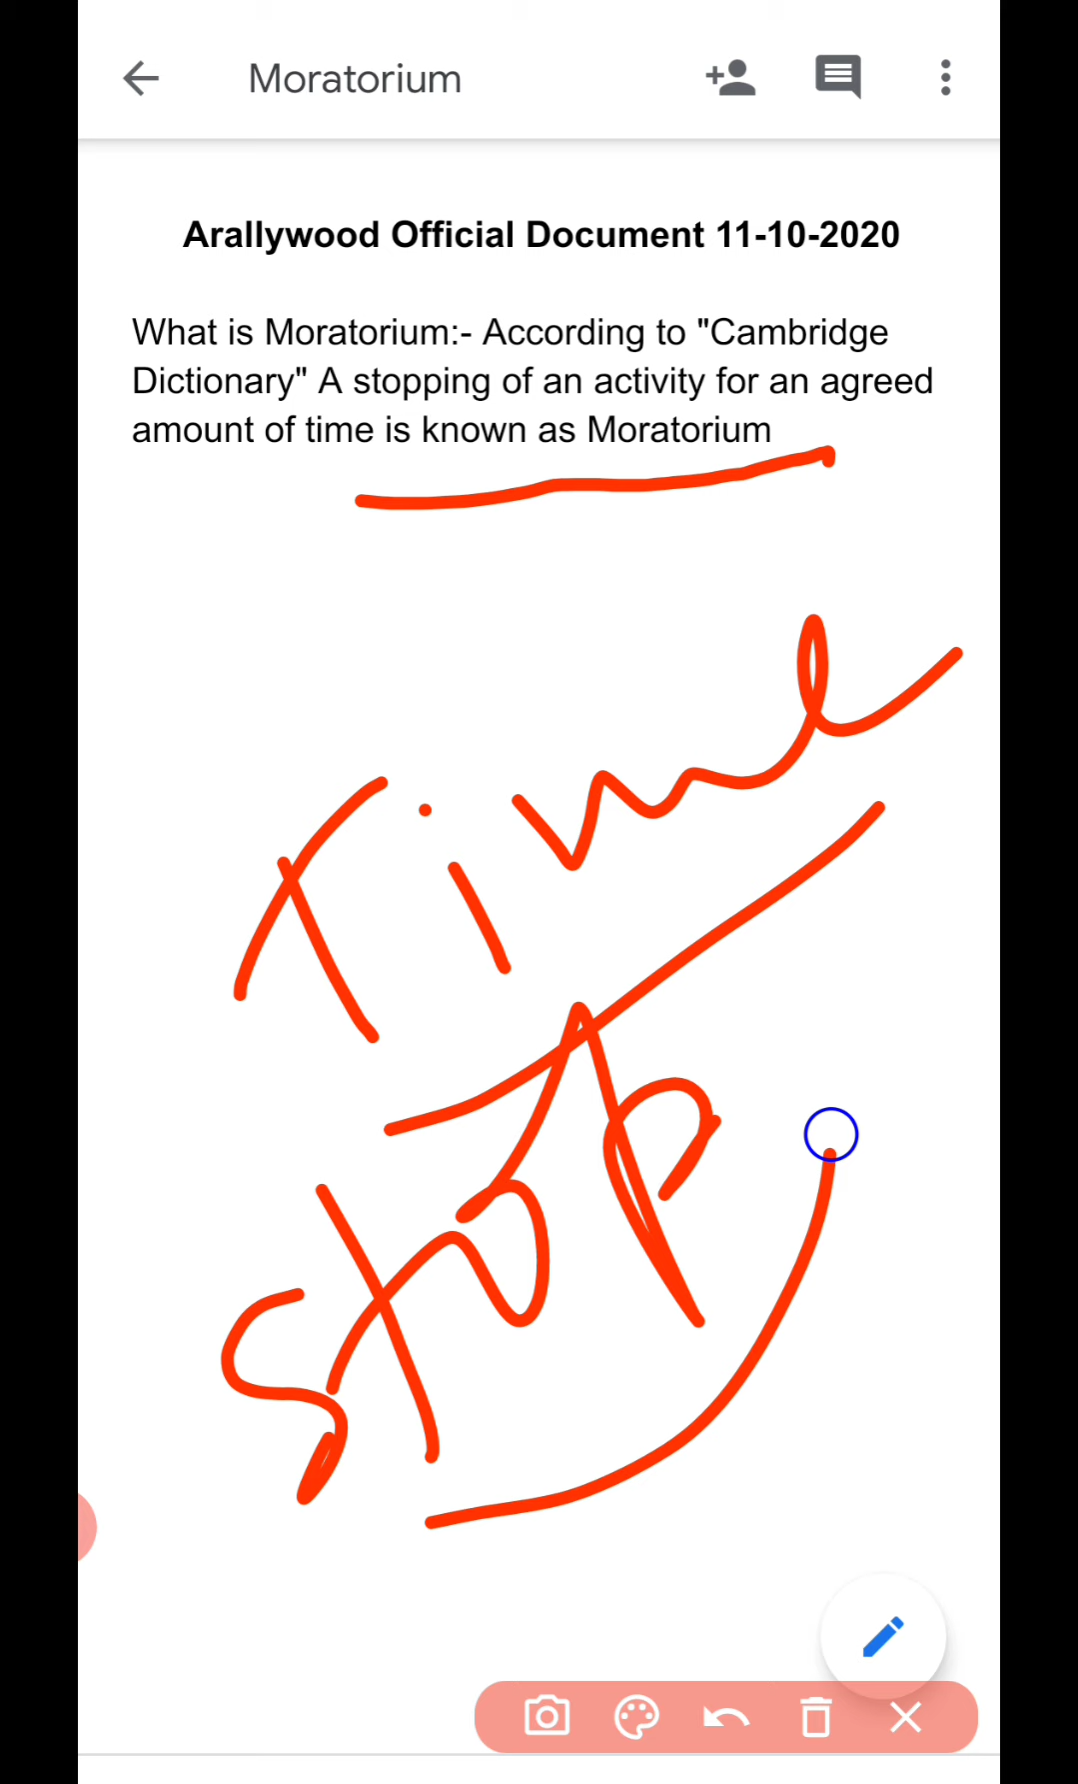 Moratorium
Arallywood Official Document 11-10-2020
What is Moratorium:- According to "Cambridge
Dictionary" A stopping of an activity for an agreed
amount of time is known as Moratorium
Time
Stop